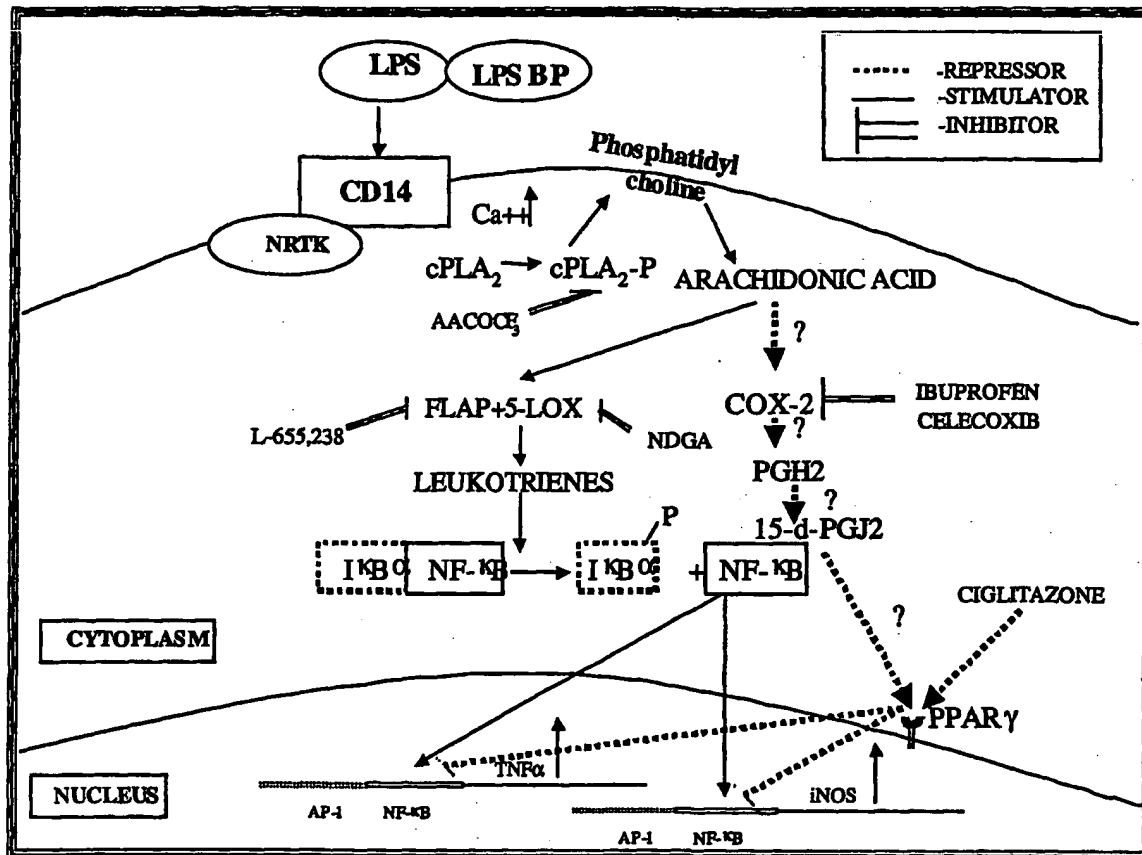 LPS
LPS BP
-REPRESSOR
-STIMULATOR
-INHIBITOR
CD14
NRTK
Phosphatidyl
choline
Ca++
cPLA2
cPLA2-P
ARACHIDONIC ACID
AACOCF3
?
FLAP+5-LOX
COX-2
IBUPROFEN
CELECOXIB
L-655,238
NDGA
?
LEUKOTRIENES
PGH2
?
15-d-PGJ2
P
IκBα
NF-κB
IκBα
+
NF-κB
?
CIGLITAZONE
CYTOPLASM
PPARγ
TNFα
NUCLEUS
AP-1
NF-κB
iNOS
AP-1
NF-κB